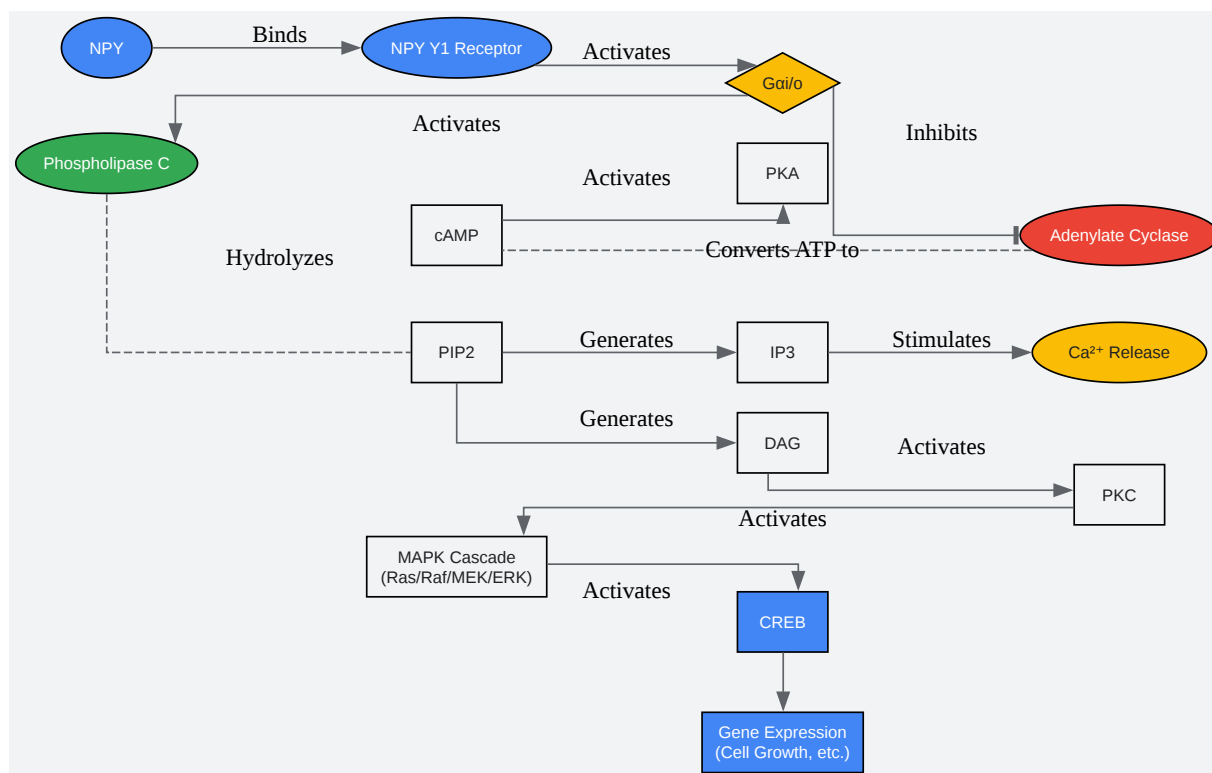 NPY
Binds
NPY Y1 Receptor
Activates
Gαi/o
Activates
Inhibits
Phospholipase C
Activates
PKA
cAMP
Converts ATP to
Adenylate Cyclase
Hydrolyzes
PIP2
Generates
IP3
Stimulates
Ca²⁺ Release
Generates
DAG
Activates
PKC
Activates
MAPK Cascade
(Ras/Raf/MEK/ERK)
Activates
CREB
Gene Expression
(Cell Growth, etc.)